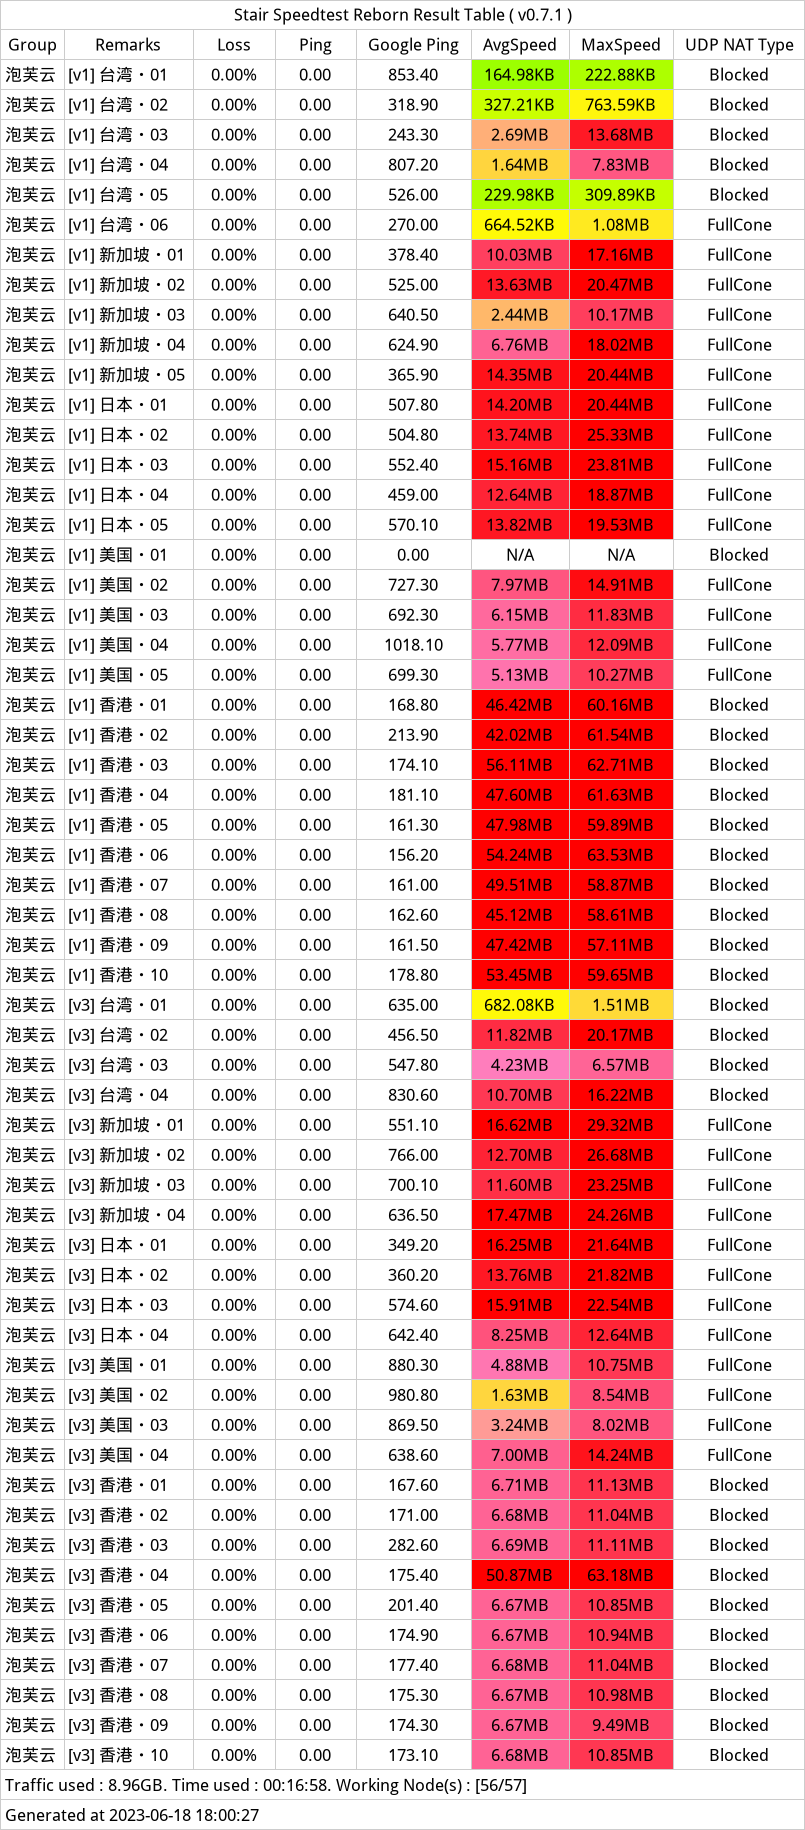 Stair Speedtest Reborn Result Table ( v0.7.1 )
Group Remarks Loss Ping Google Ping AvgSpeed MaxSpeed UDP NAT Type
泡芙云 [v1] 台湾・01 0.00% 0.00 853.40 164.98KB 222.88KB Blocked
泡芙云 [v1] 台湾・02 0.00% 0.00 318.90 327.21KB 763.59KB Blocked
泡芙云 [v1] 台湾・03 0.00% 0.00 243.30 2.69MB 13.68MB Blocked
泡芙云 [v1] 台湾・04 0.00% 0.00 807.20 1.64MB 7.83MB Blocked
泡芙云 [v1] 台湾・05 0.00% 0.00 526.00 229.98KB 309.89KB Blocked
泡芙云 [v1] 台湾・06 0.00% 0.00 270.00 664.52KB 1.08MB FullCone
泡芙云 [v1] 新加坡・01 0.00% 0.00 378.40 10.03MB 17.16MB FullCone
泡芙云 [v1] 新加坡・02 0.00% 0.00 525.00 13.63MB 20.47MB FullCone
泡芙云 [v1] 新加坡・03 0.00% 0.00 640.50 2.44MB 10.17MB FullCone
泡芙云 [v1] 新加坡・04 0.00% 0.00 624.90 6.76MB 18.02MB FullCone
泡芙云 [v1] 新加坡・05 0.00% 0.00 365.90 14.35MB 20.44MB FullCone
泡芙云 [v1] 日本・01 0.00% 0.00 507.80 14.20MB 20.44MB FullCone
泡芙云 [v1] 日本・02 0.00% 0.00 504.80 13.74MB 25.33MB FullCone
泡芙云 [v1] 日本・03 0.00% 0.00 552.40 15.16MB 23.81MB FullCone
泡芙云 [v1] 日本・04 0.00% 0.00 459.00 12.64MB 18.87MB FullCone
泡芙云 [v1] 日本・05 0.00% 0.00 570.10 13.82MB 19.53MB FullCone
泡芙云 [v1] 美国・01 0.00% 0.00 0.00 N/A N/A Blocked
泡芙云 [v1] 美国・02 0.00% 0.00 727.30 7.97MB 14.91MB FullCone
泡芙云 [v1] 美国・03 0.00% 0.00 692.30 6.15MB 11.83MB FullCone
泡芙云 [v1] 美国・04 0.00% 0.00 1018.10 5.77MB 12.09MB FullCone
泡芙云 [v1] 美国・05 0.00% 0.00 699.30 5.13MB 10.27MB FullCone
泡芙云 [v1] 香港・01 0.00% 0.00 168.80 46.42MB 60.16MB Blocked
泡芙云 [v1] 香港・02 0.00% 0.00 213.90 42.02MB 61.54MB Blocked
泡芙云 [v1] 香港・03 0.00% 0.00 174.10 56.11MB 62.71MB Blocked
泡芙云 [v1] 香港・04 0.00% 0.00 181.10 47.60MB 61.63MB Blocked
泡芙云 [v1] 香港・05 0.00% 0.00 161.30 47.98MB 59.89MB Blocked
泡芙云 [v1] 香港・06 0.00% 0.00 156.20 54.24MB 63.53MB Blocked
泡芙云 [v1] 香港・07 0.00% 0.00 161.00 49.51MB 58.87MB Blocked
泡芙云 [v1] 香港・08 0.00% 0.00 162.60 45.12MB 58.61MB Blocked
泡芙云 [v1] 香港・09 0.00% 0.00 161.50 47.42MB 57.11MB Blocked
泡芙云 [v1] 香港・10 0.00% 0.00 178.80 53.45MB 59.65MB Blocked
泡芙云 [v3] 台湾・01 0.00% 0.00 635.00 682.08KB 1.51MB Blocked
泡芙云 [v3] 台湾・02 0.00% 0.00 456.50 11.82MB 20.17MB Blocked
泡芙云 [v3] 台湾・03 0.00% 0.00 547.80 4.23MB 6.57MB Blocked
泡芙云 [v3] 台湾・04 0.00% 0.00 830.60 10.70MB 16.22MB Blocked
泡芙云 [v3] 新加坡・01 0.00% 0.00 551.10 16.62MB 29.32MB FullCone
泡芙云 [v3] 新加坡・02 0.00% 0.00 766.00 12.70MB 26.68MB FullCone
泡芙云 [v3] 新加坡・03 0.00% 0.00 700.10 11.60MB 23.25MB FullCone
泡芙云 [v3] 新加坡・04 0.00% 0.00 636.50 17.47MB 24.26MB FullCone
泡芙云 [v3] 日本・01 0.00% 0.00 349.20 16.25MB 21.64MB FullCone
泡芙云 [v3] 日本・02 0.00% 0.00 360.20 13.76MB 21.82MB FullCone
泡芙云 [v3] 日本・03 0.00% 0.00 574.60 15.91MB 22.54MB FullCone
泡芙云 [v3] 日本・04 0.00% 0.00 642.40 8.25MB 12.64MB FullCone
泡芙云 [v3] 美国・01 0.00% 0.00 880.30 4.88MB 10.75MB FullCone
泡芙云 [v3] 美国・02 0.00% 0.00 980.80 1.63MB 8.54MB FullCone
泡芙云 [v3] 美国・03 0.00% 0.00 869.50 3.24MB 8.02MB FullCone
泡芙云 [v3] 美国・04 0.00% 0.00 638.60 7.00MB 14.24MB FullCone
泡芙云 [v3] 香港・01 0.00% 0.00 167.60 6.71MB 11.13MB Blocked
泡芙云 [v3] 香港・02 0.00% 0.00 171.00 6.68MB 11.04MB Blocked
泡芙云 [v3] 香港・03 0.00% 0.00 282.60 6.69MB 11.11MB Blocked
泡芙云 [v3] 香港・04 0.00% 0.00 175.40 50.87MB 63.18MB Blocked
泡芙云 [v3] 香港・05 0.00% 0.00 201.40 6.67MB 10.85MB Blocked
泡芙云 [v3] 香港・06 0.00% 0.00 174.90 6.67MB 10.94MB Blocked
泡芙云 [v3] 香港・07 0.00% 0.00 177.40 6.68MB 11.04MB Blocked
泡芙云 [v3] 香港・08 0.00% 0.00 175.30 6.67MB 10.98MB Blocked
泡芙云 [v3] 香港・09 0.00% 0.00 174.30 6.67MB 9.49MB Blocked
泡芙云 [v3] 香港・10 0.00% 0.00 173.10 6.68MB 10.85MB Blocked
Traffic used : 8.96GB. Time used : 00:16:58. Working Node(s) : [56/57]
Generated at 2023-06-18 18:00:27